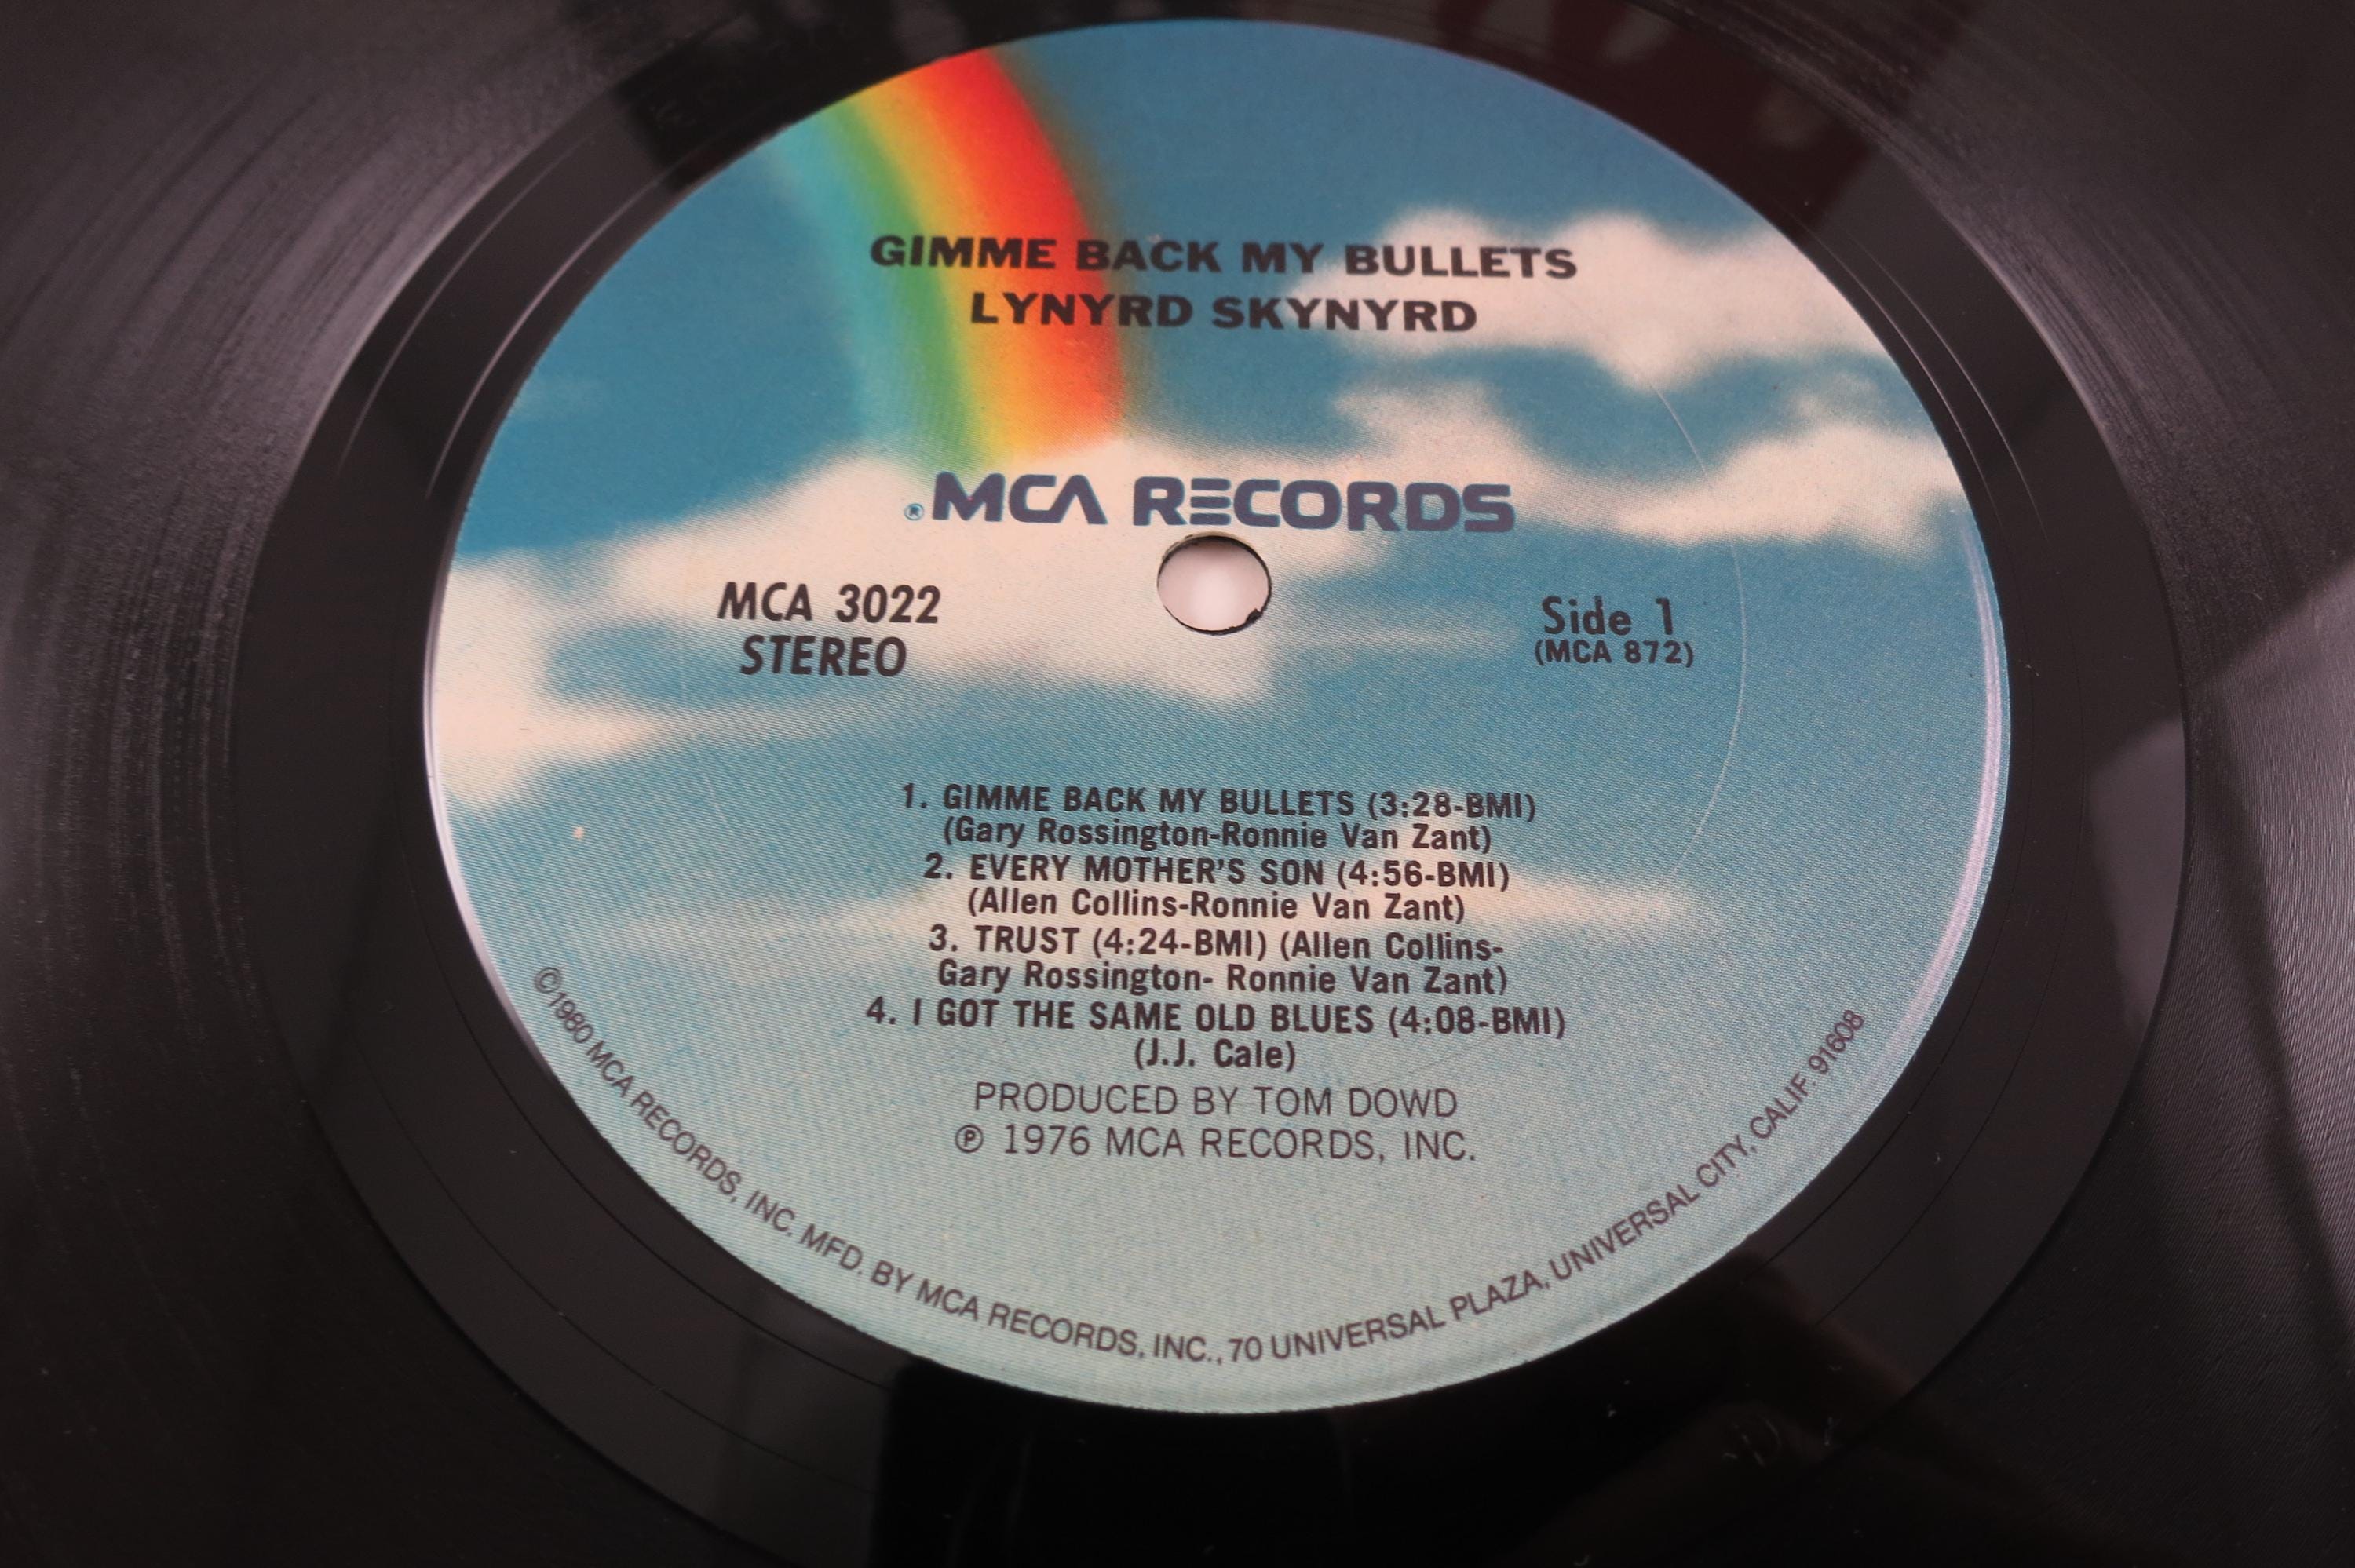 GIMME BACK MY BULLETS
LYNYRD SKYNYRD
® MCA RECORDS
MCA 3022
STEREO
Side 1
(MCA 872)
1. GIMME BACK MY BULLETS (3:28-BMI)
(Gary Rossington-Ronnie Van Zant)
2. EVERY MOTHER'S SON (4:56-BMI)
(Allen Collins-Ronnie Van Zant)
3. TRUST (4:24-BMI) (Allen Collins-
Gary Rossington- Ronnie Van Zant)
4. I GOT THE SAME OLD BLUES (4:08-BMI)
(J.J. Cale)
PRODUCED BY TOM DOWD
℗ 1976 MCA RECORDS, INC.
©1980 MCA RECORDS, INC. MFD. BY MCA RECORDS, INC., 70 UNIVERSAL PLAZA, UNIVERSAL CITY, CALIF. 91608